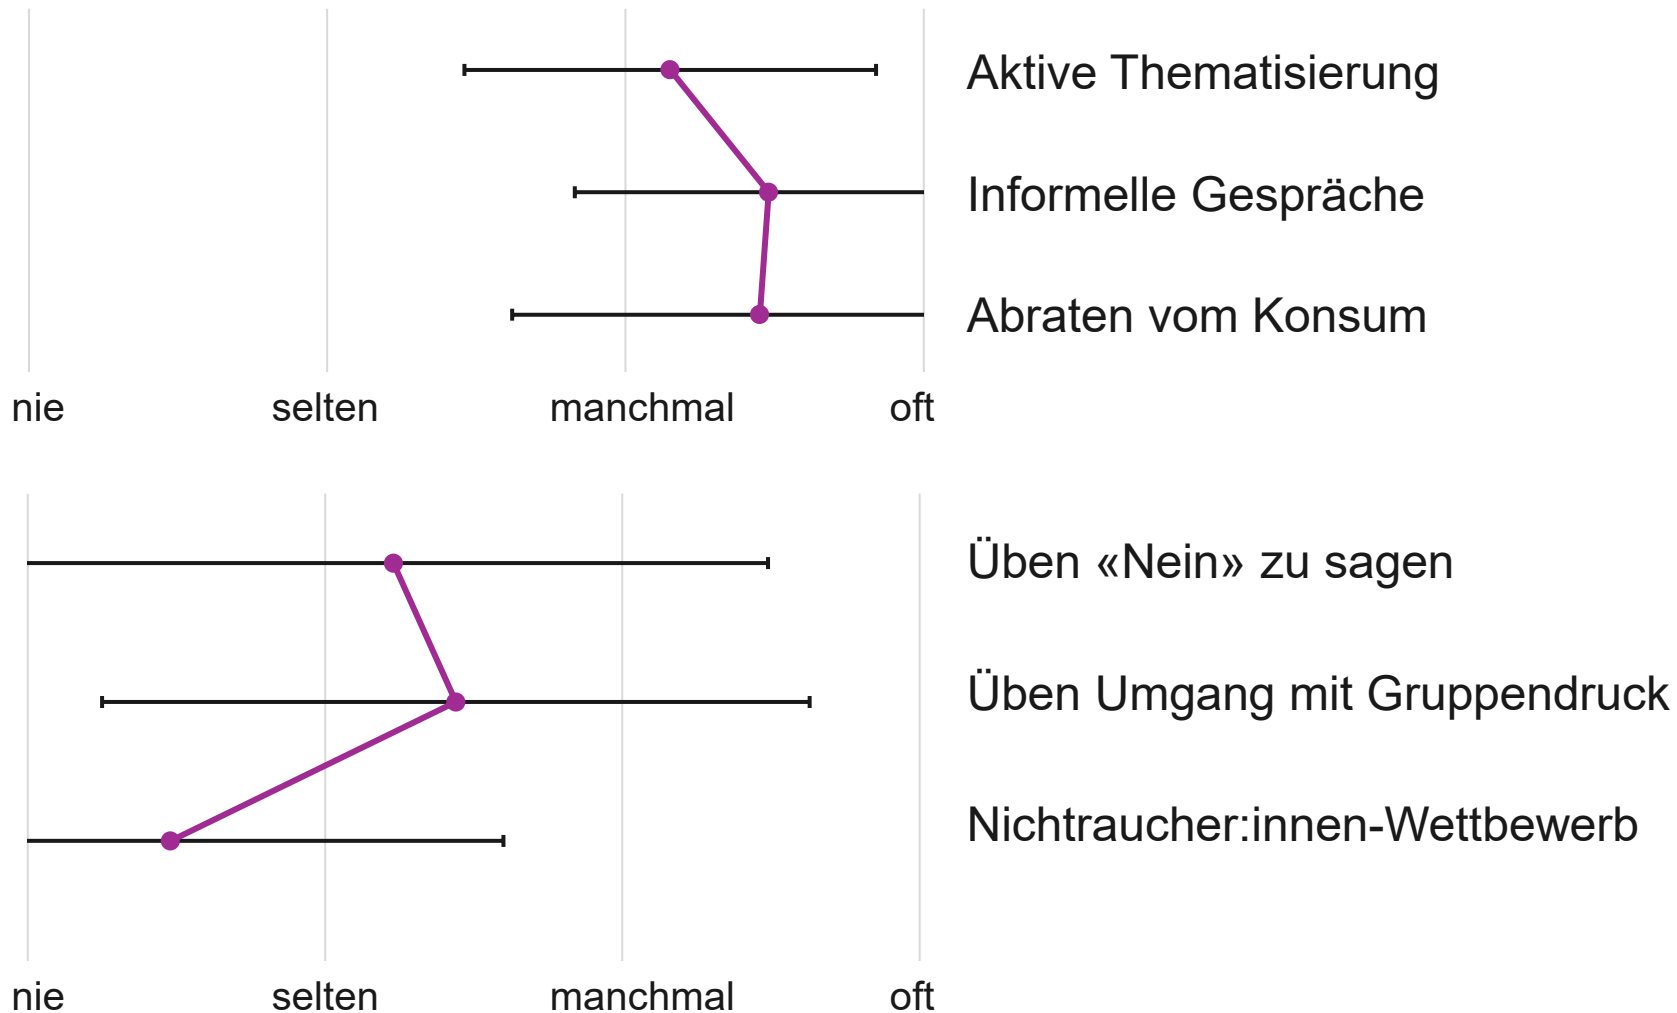 Aktive Thematisierung
Informelle Gespräche
Abraten vom Konsum
nie selten manchmal oft
Üben «Nein» zu sagen
Üben Umgang mit Gruppendruck
Nichtraucher:innen-Wettbewerb
nie selten manchmal oft